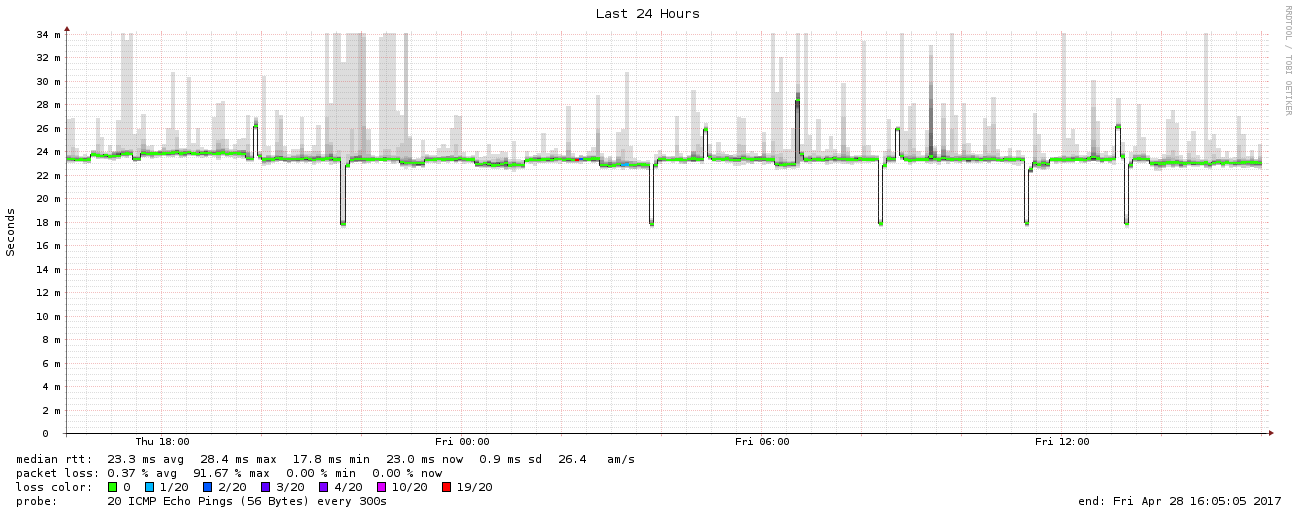 Last 24 Hours
RRDTOOL / TOBI OETIKER
Seconds
34 m
32 m
30 m
28 m
26 m
24 m
22 m
20 m
18 m
16 m
14 m
12 m
10 m
8 m
6 m
4 m
2 m
0
Thu 18:00 Fri 00:00 Fri 06:00 Fri 12:00
median rtt: 23.3 ms avg 28.4 ms max 17.8 ms min 23.0 ms now 0.9 ms sd 26.4 am/s
packet loss: 0.37 % avg 91.67 % max 0.00 % min 0.00 % now
loss color: 0 1/20 2/20 3/20 4/20 10/20 19/20
probe: 20 ICMP Echo Pings (56 Bytes) every 300s end: Fri Apr 28 16:05:05 2017